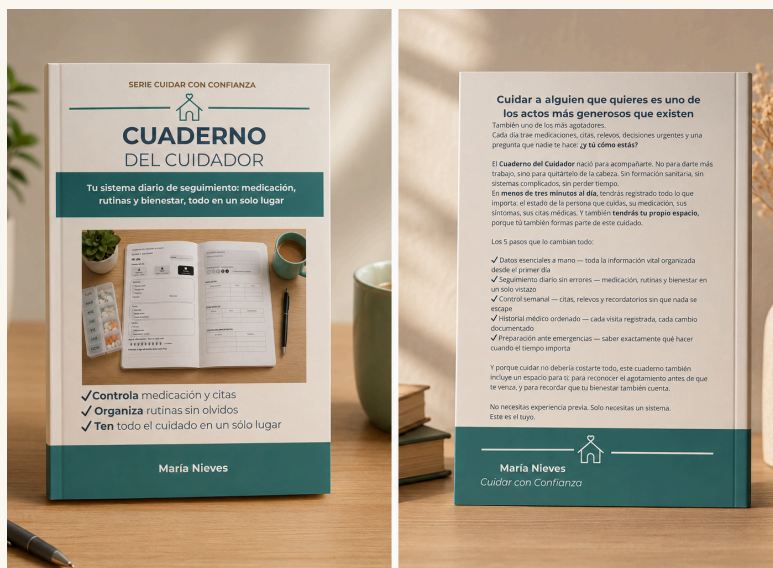 SERIE CUIDAR CON CONFIANZA
CUADERNO
DEL CUIDADOR
Tu sistema diario de seguimiento: medicación,
rutinas y bienestar, todo en un solo lugar
✓Controla medicación y citas
✓Organiza rutinas sin olvidos
✓Ten todo el cuidado en un sólo lugar
María Nieves
Cuidar a alguien que quieres es uno de
los actos más generosos que existen
También uno de los más agotadores.
Cada día trae medicaciones, citas, relevos, decisiones urgentes y una
pregunta que nadie te hace: ¿y tú cómo estás?
El Cuaderno del Cuidador nació para acompañarte. No para darte más
trabajo, sino para quitártelo de la cabeza. Sin formación sanitaria, sin
sistemas complicados, sin perder tiempo.
En menos de tres minutos al día, tendrás registrado todo lo que
importa: el estado de la persona que cuidas, su medicación, sus
síntomas, sus citas médicas. Y también tendrás tu propio espacio,
porque tú también formas parte de este cuidado.
Los 5 pasos que lo cambian todo:
✓ Datos esenciales a mano — toda la información vital organizada
desde el primer día
✓ Seguimiento diario sin errores — medicación, rutinas y bienestar en
un solo vistazo
✓ Control semanal — citas, relevos y recordatorios sin que nada se
escape
✓ Historial médico ordenado — cada visita registrada, cada cambio
documentado
✓ Preparación ante emergencias — saber exactamente qué hacer
cuando el tiempo importa
Y porque cuidar no debería costarte todo, este cuaderno también
incluye un espacio para ti: para reconocer el agotamiento antes de que
te venza, y para recordar que tu bienestar también cuenta.
No necesitas experiencia previa. Solo necesitas un sistema.
Este es el tuyo.
María Nieves
Cuidar con Confianza